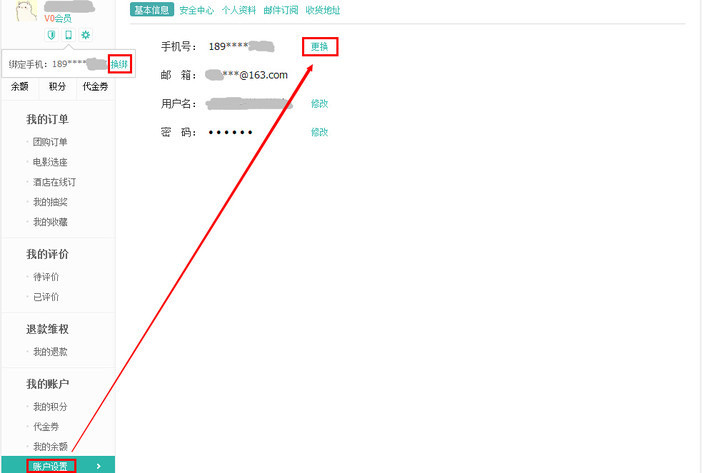 V0会员
绑定手机：189**** 换绑
余额 积分 代金券
我的订单
团购订单
电影选座
酒店在线订
我的抽奖
我的收藏
我的评价
待评价
已评价
退款维权
我的退款
我的账户
我的积分
代金券
我的余额
账户设置
基本信息 安全中心 个人资料 邮件订阅 收货地址
手机号： 189**** 更换
邮 箱： ***@163.com
用户名： 修改
密 码： •••••• 修改